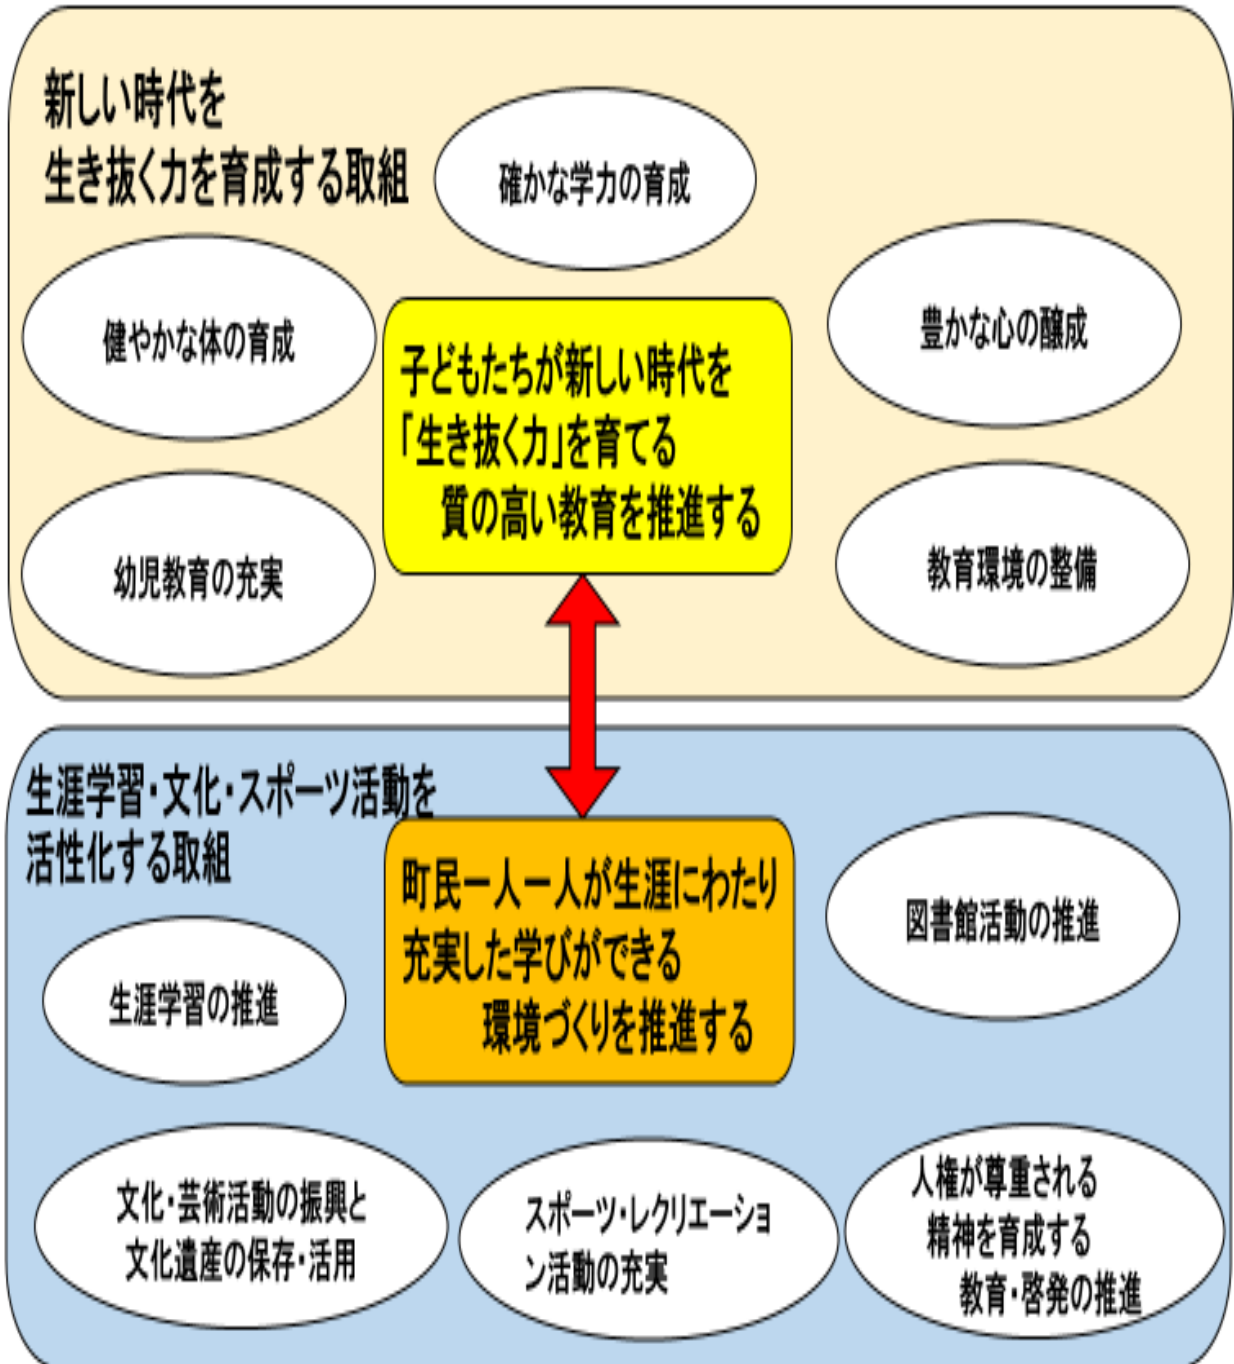 新しい時代を
生き抜く力を育成する取組
確かな学力の育成
健やかな体の育成
豊かな心の醸成
子どもたちが新しい時代を
「生き抜く力」を育てる
質の高い教育を推進する
幼児教育の充実
教育環境の整備
生涯学習・文化・スポーツ活動を
活性化する取組
町民一人一人が生涯にわたり
充実した学びができる
環境づくりを推進する
図書館活動の推進
生涯学習の推進
文化・芸術活動の振興と
文化遺産の保存・活用
スポーツ・レクリエーショ
ン活動の充実
人権が尊重される
精神を育成する
教育・啓発の推進